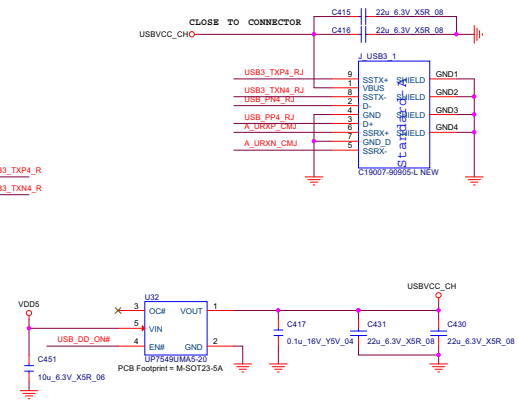 C415 22u_6.3V_X5R_08
CLOSE TO CONNECTOR
USBVCC_CH
C416 22u_6.3V_X5R_08
J_USB3_1
USB3_TXP4_RJ 9 SSTX+ SHIELD GND1
1 VBUS
USB3_TXN4_RJ 8 SSTX- SHIELD GND2
USB_PN4_RJ 2 D-
4 GND SHIELD GND3
USB_PP4_RJ 3 D+
A_URXP_CMJ 6 SSRX+ SHIELD GND4
7 GND_D
A_URXN_CMJ 5 SSRX-
Standard-A
C19007-90905-L NEW
B3_TXP4_R
B3_TXN4_R
USBVCC_CH
VDD5
U32
3 OC# VOUT 1
5 VIN
USB_DD_ON# 4 EN# GND 2
UP7549UMA5-20
PCB Footprint = M-SOT23-5A
C417
0.1u_16V_Y5V_04
C431
22u_6.3V_X5R_08
C430
22u_6.3V_X5R_08
C451
10u_6.3V_X5R_06